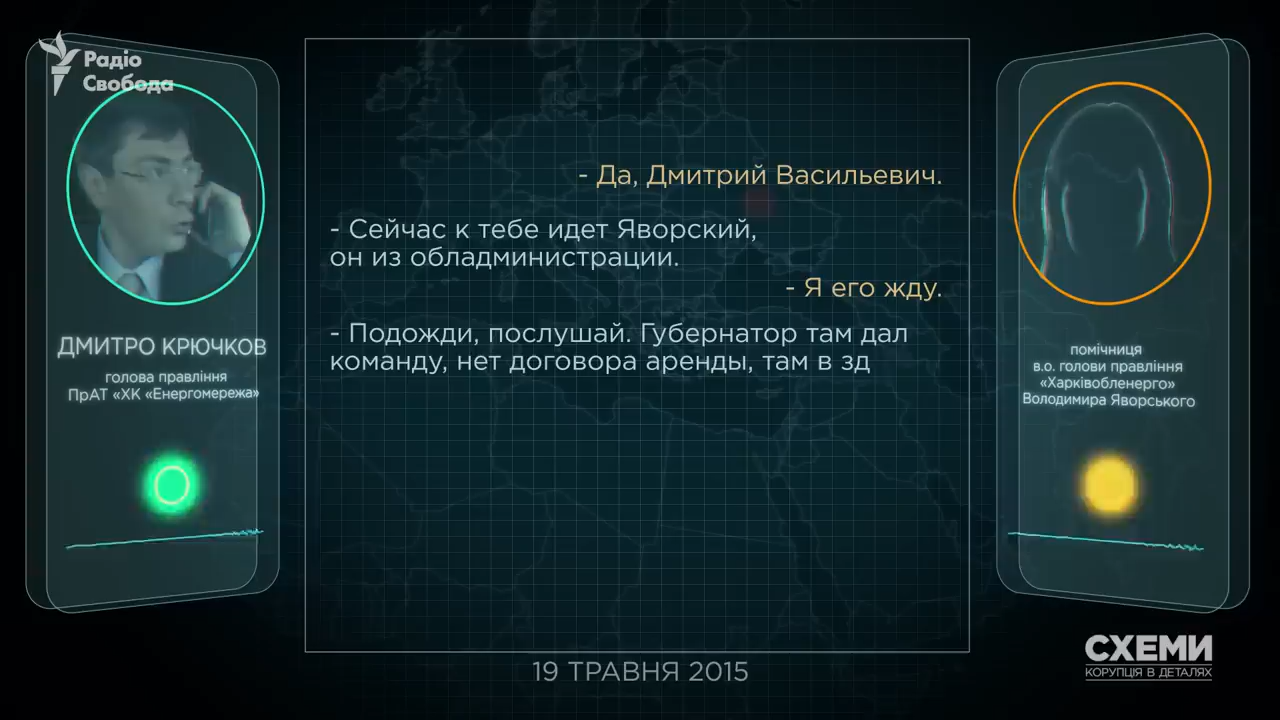 Радіо
Свобода
- Да, Дмитрий Васильевич.
- Сейчас к тебе идет Яворский,
он из обладминистрации.
- Я его жду.
- Подожди, послушай. Губернатор там дал
команду, нет договора аренды, там в зд
ДМИТРО КРЮЧКОВ
голова правління
ПрАТ «ХК «Енергомережа»
помічниця
в.о. голови правління
«Харківобленерго»
Володимира Яворського
19 ТРАВНЯ 2015
СХЕМИ
КОРУПЦІЯ В ДЕТАЛЯХ